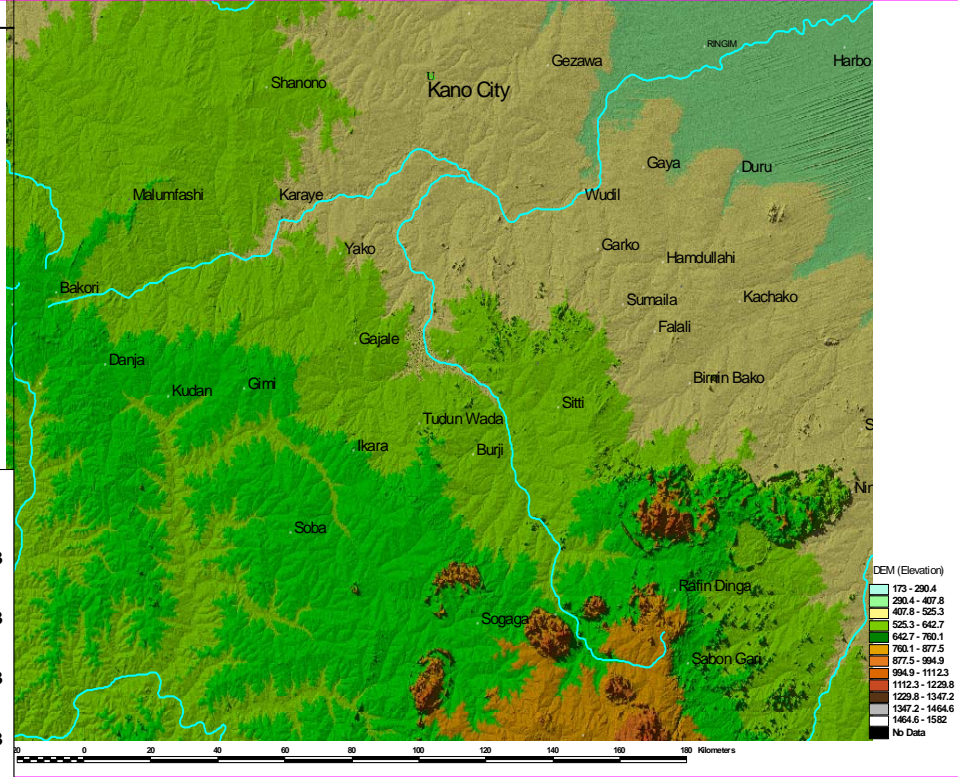 RINGIM
Gezawa
Harbo
U
Shanono
Kano City
Gaya
Duru
Malumfashi
Karaye
Wudil
Yako
Garko
Hamdullahi
Bakori
Sumaila
Kachako
Falali
Gajale
Danja
Birnin Bako
Kudan
Gimi
Sitti
Tudun Wada
S
Ikara
Burji
Nin
Soba
Rafin Dinga
Sogaga
Sabon Gari
DEM (Elevation)
173 - 290.4
290.4 - 407.8
407.8 - 525.3
525.3 - 642.7
642.7 - 760.1
760.1 - 877.5
877.5 - 994.9
994.9 - 1112.3
1112.3 - 1229.8
1229.8 - 1347.2
1347.2 - 1464.6
1464.6 - 1582
No Data
20 0 20 40 60 80 100 120 140 160 180 Kilometers